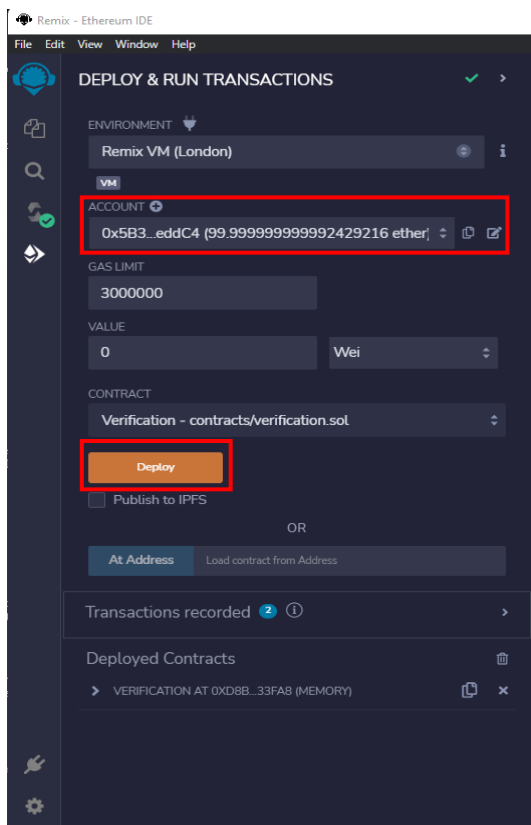 Remix - Ethereum IDE
File Edit View Window Help
DEPLOY & RUN TRANSACTIONS
ENVIRONMENT
Remix VM (London)
VM
ACCOUNT
0x5B3...eddC4 (99.999999999992429216 ether)
GAS LIMIT
3000000
VALUE
0 Wei
CONTRACT
Verification - contracts/verification.sol
Deploy
Publish to IPFS
OR
At Address Load contract from Address
Transactions recorded 2
Deployed Contracts
VERIFICATION AT 0XD8B...33FA8 (MEMORY)